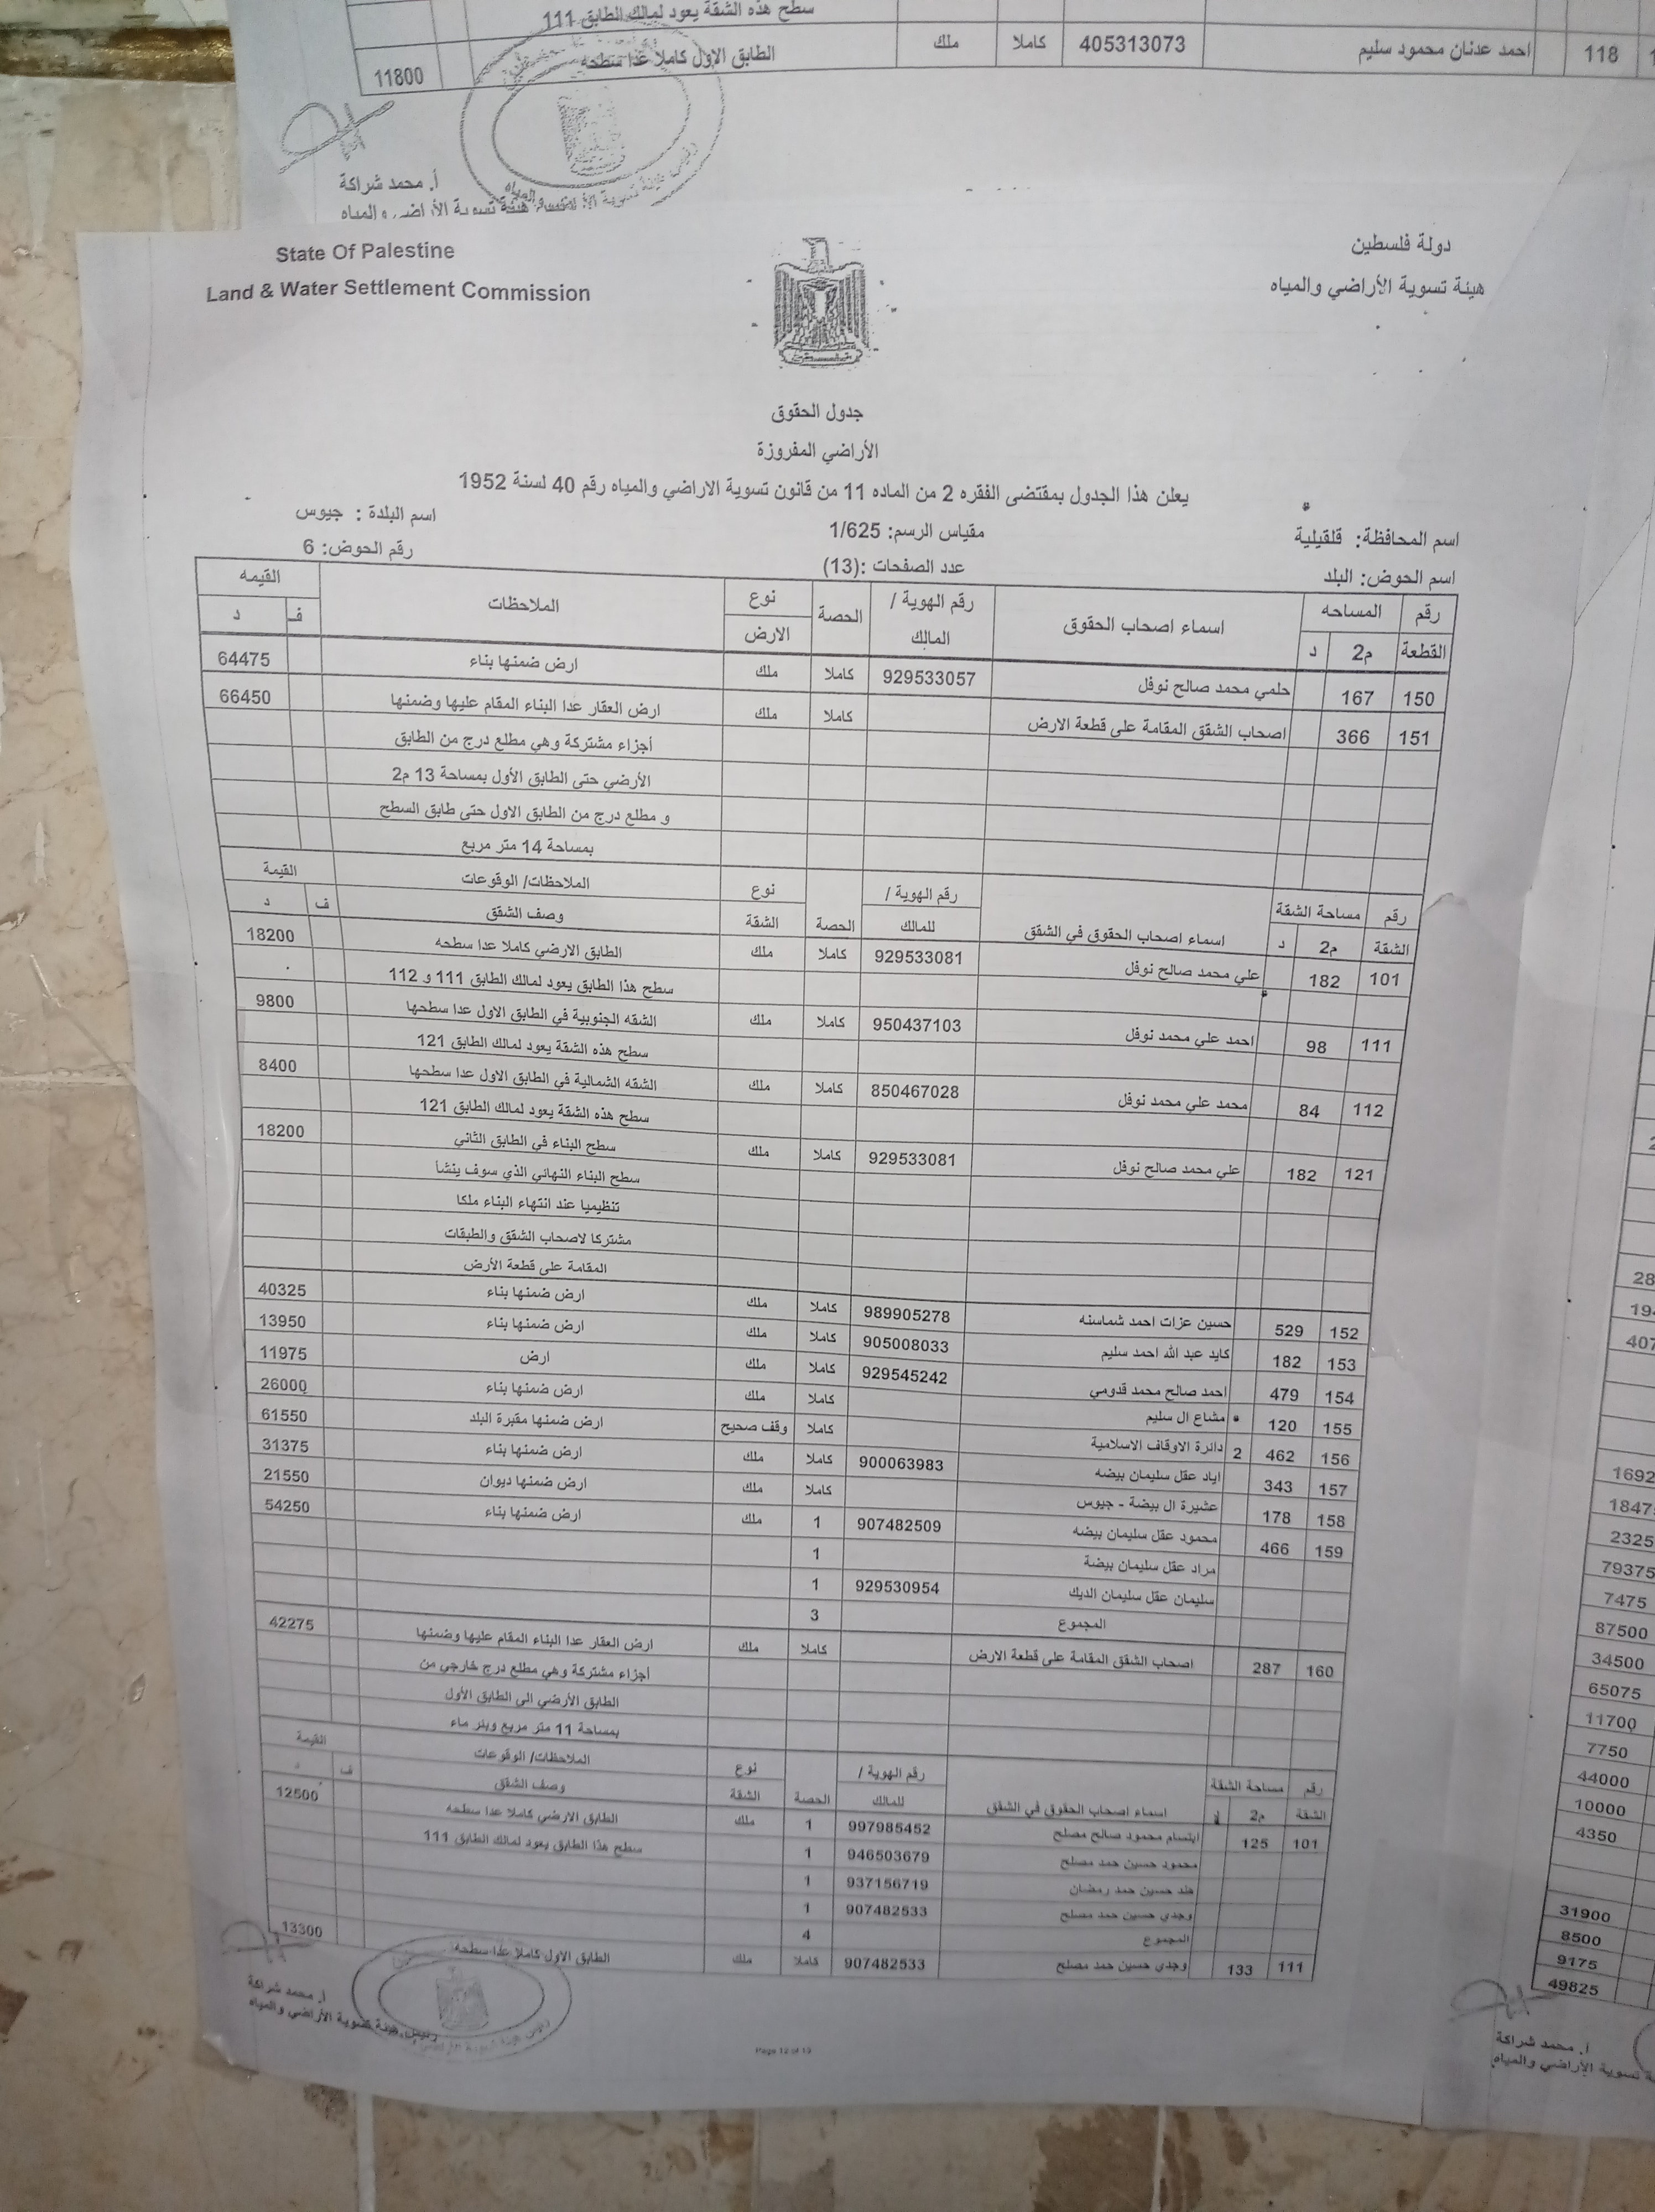 سطح هذه الشقة يعود لمالك الطابق 111
118 احمد عدنان محمود سليم 405313073 كاملا ملك الطابق الاول كاملا عدا سطحه 11800
أ. محمد شراكة
هيئة تسوية الأراضي والمياه
دولة فلسطين
State Of Palestine
هيئة تسوية الأراضي والمياه
Land & Water Settlement Commission
جدول الحقوق
الأراضي المفروزة
يعلن هذا الجدول بمقتضى الفقره 2 من الماده 11 من قانون تسوية الاراضي والمياه رقم 40 لسنة 1952
اسم المحافظة: قلقيلية مقياس الرسم: 1/625 اسم البلدة : جيوس
اسم الحوض: البلد عدد الصفحات :(13) رقم الحوض: 6
رقم القطعة المساحه م2 د اسماء اصحاب الحقوق رقم الهوية / المالك الحصة نوع الارض الملاحظات القيمه ف د
150 167 حلمي محمد صالح نوفل 929533057 كاملا ملك ارض ضمنها بناء 64475
151 366 اصحاب الشقق المقامة على قطعة الارض كاملا ملك ارض العقار عدا البناء المقام عليها وضمنها 66450
أجزاء مشتركة وهي مطلع درج من الطابق
الأرضي حتى الطابق الأول بمساحة 13 م2
و مطلع درج من الطابق الاول حتى طابق السطح
بمساحة 14 متر مربع
رقم الشقة مساحة الشقة م2 د اسماء اصحاب الحقوق في الشقق رقم الهوية / للمالك الحصة نوع الشقة الملاحظات/ الوقوعات وصف الشقق القيمة ف د
101 182 علي محمد صالح نوفل 929533081 كاملا ملك الطابق الارضي كاملا عدا سطحه 18200
سطح هذا الطابق يعود لمالك الطابق 111 و 112
111 98 احمد علي محمد نوفل 950437103 كاملا ملك الشقه الجنوبية في الطابق الاول عدا سطحها 9800
سطح هذه الشقة يعود لمالك الطابق 121
112 84 محمد علي محمد نوفل 850467028 كاملا ملك الشقه الشمالية في الطابق الاول عدا سطحها 8400
سطح هذه الشقة يعود لمالك الطابق 121
121 182 علي محمد صالح نوفل 929533081 كاملا ملك سطح البناء في الطابق الثاني 18200
سطح البناء النهائي الذي سوف ينشأ
تنظيميا عند انتهاء البناء ملكا
مشتركا لاصحاب الشقق والطبقات
المقامة على قطعة الأرض
152 529 حسين عزات احمد شماسنه 989905278 كاملا ملك ارض ضمنها بناء 40325
153 182 كايد عبد الله احمد سليم 905008033 كاملا ملك ارض ضمنها بناء 13950
154 479 احمد صالح محمد قدومي 929545242 كاملا ملك ارض 11975
155 120 مشاع ال سليم كاملا ملك ارض ضمنها بناء 26000
156 462 2 دائرة الاوقاف الاسلامية كاملا وقف صحيح ارض ضمنها مقبرة البلد 61550
157 343 اياد عقل سليمان بيضه 900063983 كاملا ملك ارض ضمنها بناء 31375
158 178 عشيرة ال بيضة - جيوس كاملا ملك ارض ضمنها ديوان 21550
159 466 محمود عقل سليمان بيضه 907482509 1 ملك ارض ضمنها بناء 54250
مراد عقل سليمان بيضة 1
سليمان عقل سليمان الديك 929530954 1
المجموع 3
160 287 اصحاب الشقق المقامة على قطعة الارض كاملا ملك ارض العقار عدا البناء المقام عليها وضمنها 42275
أجزاء مشتركة وهي مطلع درج خارجي من
الطابق الأرضي الى الطابق الأول
بمساحة 11 متر مربع وبئر ماء
رقم الشقة مساحة الشقة م2 د اسماء اصحاب الحقوق في الشقق رقم الهوية / للمالك الحصة نوع الشقة الملاحظات/ الوقوعات وصف الشقق القيمة ف د
101 125 ابتسام محمود صالح مصلح 997985452 1 ملك الطابق الارضي كاملا عدا سطحه 12500
محمود حسين حمد مصلح 946503679 1 سطح هذا الطابق يعود لمالك الطابق 111
هند حسين حمد رمضان 937156719 1
وجدي حسين حمد مصلح 907482533 1
المجموع 4
111 133 وجدي حسين حمد مصلح 907482533 كاملا ملك الطابق الاول كاملا عدا سطحه 13300
أ. محمد شراكة
رئيس هيئة تسوية الأراضي والمياه
Page 12 of 13
1692
1847
2325
79375
7475
87500
34500
65075
11700
7750
44000
10000
4350
31900
8500
9175
49825
أ. محمد شراكة
تسوية الأراضي والمياه